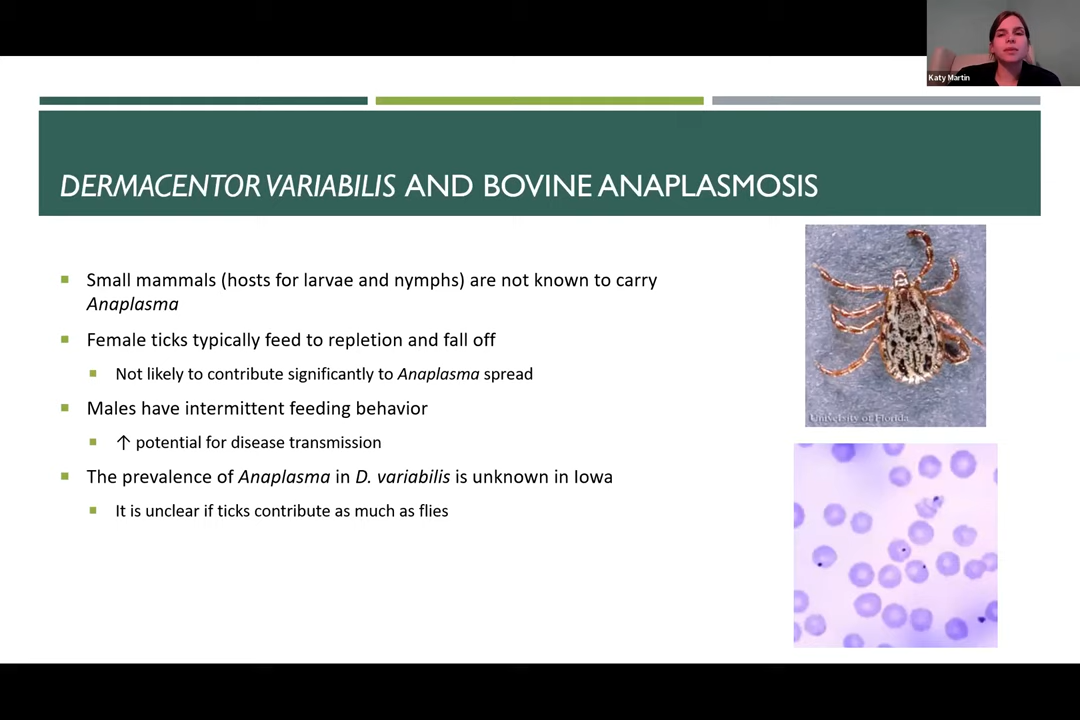 Katy Martin
DERMACENTOR VARIABILIS AND BOVINE ANAPLASMOSIS
Small mammals (hosts for larvae and nymphs) are not known to carry
Anaplasma
Female ticks typically feed to repletion and fall off
Not likely to contribute significantly to Anaplasma spread
Males have intermittent feeding behavior
↑ potential for disease transmission
The prevalence of Anaplasma in D. variabilis is unknown in Iowa
It is unclear if ticks contribute as much as flies
University of Florida